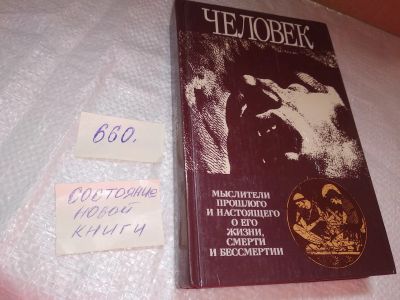 ЧЕЛОВЕК
660.
СОСТОЯНИЕ
НОВОЙ
КНИГИ
МЫСЛИТЕЛИ
ПРОШЛОГО
И НАСТОЯЩЕГО
О ЕГО
ЖИЗНИ,
СМЕРТИ
И БЕССМЕРТИИ